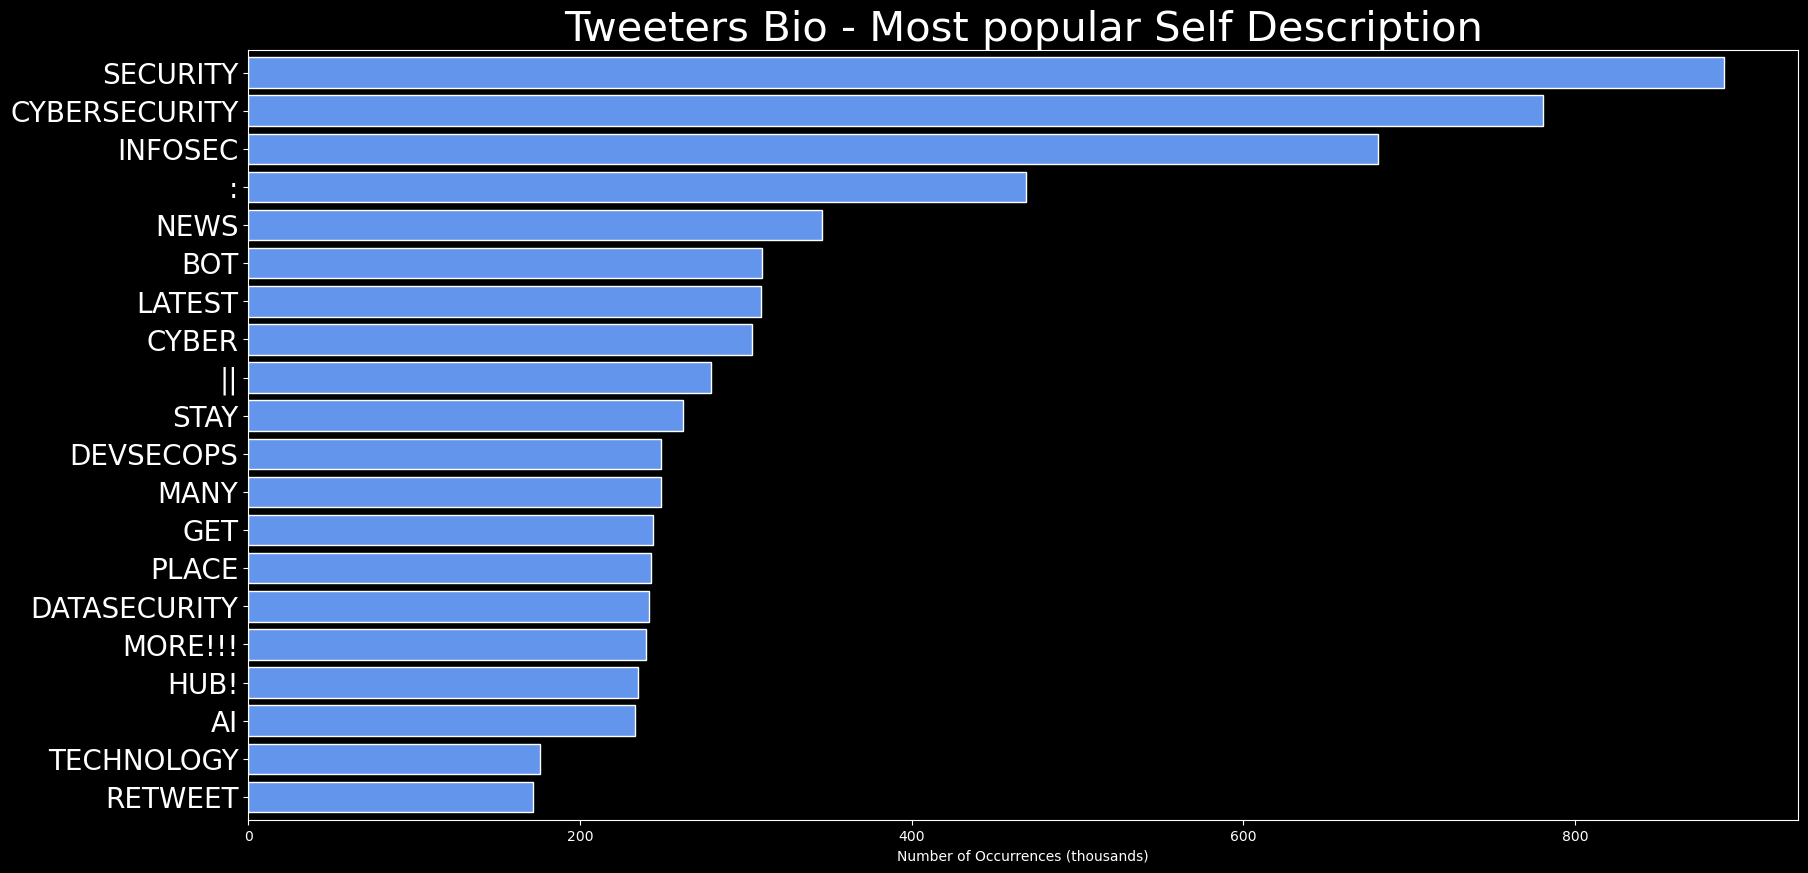 Tweeters Bio - Most popular Self Description
SECURITY
CYBERSECURITY
INFOSEC
:
NEWS
BOT
LATEST
CYBER
||
STAY
DEVSECOPS
MANY
GET
PLACE
DATASECURITY
MORE!!!
HUB!
AI
TECHNOLOGY
RETWEET
0 200 400 600 800
Number of Occurrences (thousands)